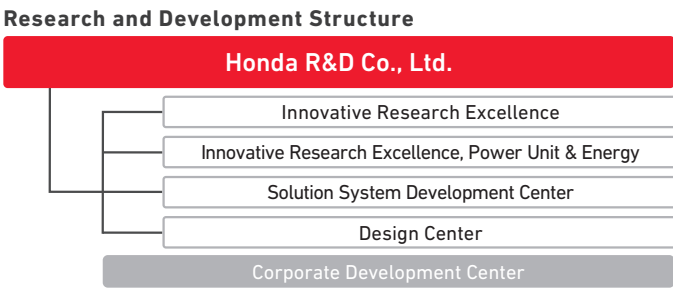 Research and Development Structure
Honda R&D Co., Ltd.
Innovative Research Excellence
Innovative Research Excellence, Power Unit & Energy
Solution System Development Center
Design Center
Corporate Development Center